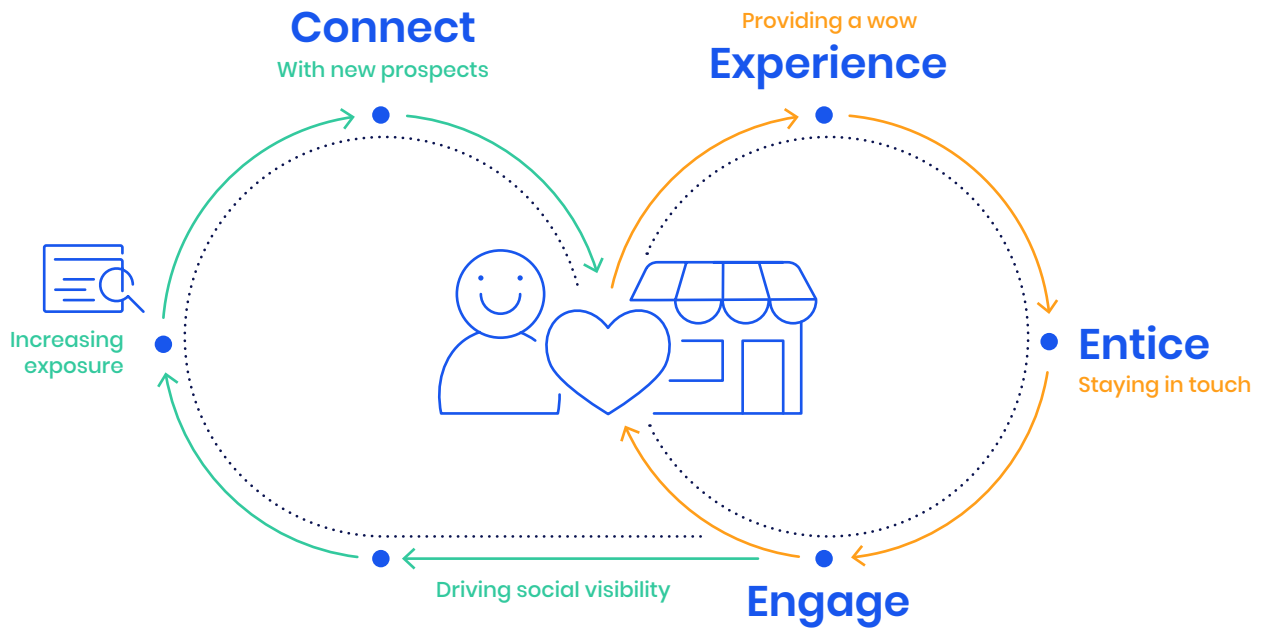 Connect
With new prospects
Providing a wow
Experience
Increasing
exposure
Entice
Staying in touch
Driving social visibility
Engage